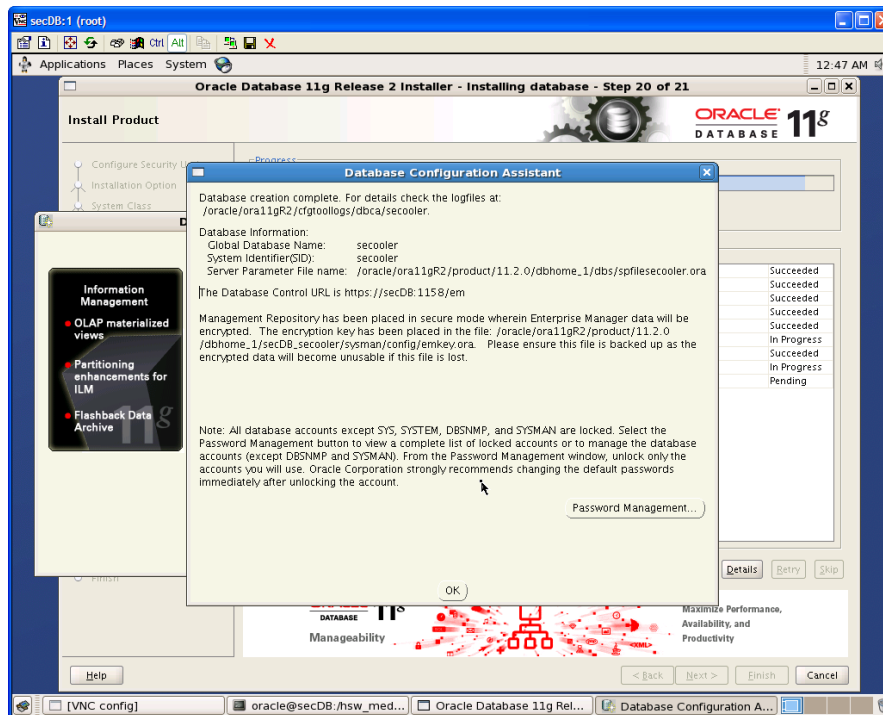 secDB:1 (root)
Ctrl Alt
Applications Places System
12:47 AM
Oracle Database 11g Release 2 Installer - Installing database - Step 20 of 21
Install Product
ORACLE
DATABASE 11g
Configure Security U
Installation Option
System Class
Progress
D
Information
Management
OLAP materialized
views
Partitioning
enhancements for
ILM
Flashback Data
Archive
Database Configuration Assistant
Database creation complete. For details check the logfiles at:
/oracle/ora11gR2/cfgtoollogs/dbca/secooler.
Database Information:
Global Database Name: secooler
System Identifier(SID): secooler
Server Parameter File name: /oracle/ora11gR2/product/11.2.0/dbhome_1/dbs/spfilesecooler.ora
The Database Control URL is https://secDB:1158/em
Management Repository has been placed in secure mode wherein Enterprise Manager data will be
encrypted. The encryption key has been placed in the file: /oracle/ora11gR2/product/11.2.0
/dbhome_1/secDB_secooler/sysman/config/emkey.ora. Please ensure this file is backed up as the
encrypted data will become unusable if this file is lost.
Note: All database accounts except SYS, SYSTEM, DBSNMP, and SYSMAN are locked. Select the
Password Management button to view a complete list of locked accounts or to manage the database
accounts (except DBSNMP and SYSMAN). From the Password Management window, unlock only the
accounts you will use. Oracle Corporation strongly recommends changing the default passwords
immediately after unlocking the account.
Password Management...
OK
Succeeded
Succeeded
Succeeded
Succeeded
Succeeded
In Progress
Succeeded
In Progress
Pending
Details Retry Skip
Finish
DATABASE
Manageability
<XML>
Maximize Performance,
Availability, and
Productivity
Help
< Back Next > Finish Cancel
[VNC config]
oracle@secDB:/hsw_med...
Oracle Database 11g Rel...
Database Configuration A...